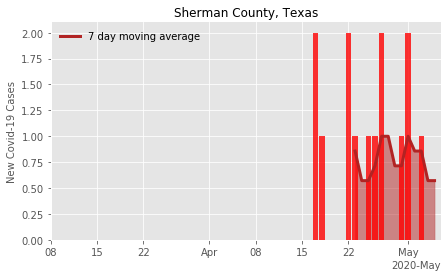 Sherman County, Texas
7 day moving average
New Covid-19 Cases
2.00
1.75
1.50
1.25
1.00
0.75
0.50
0.25
0.00
08 15 22 Apr 08 15 22 May
2020-May